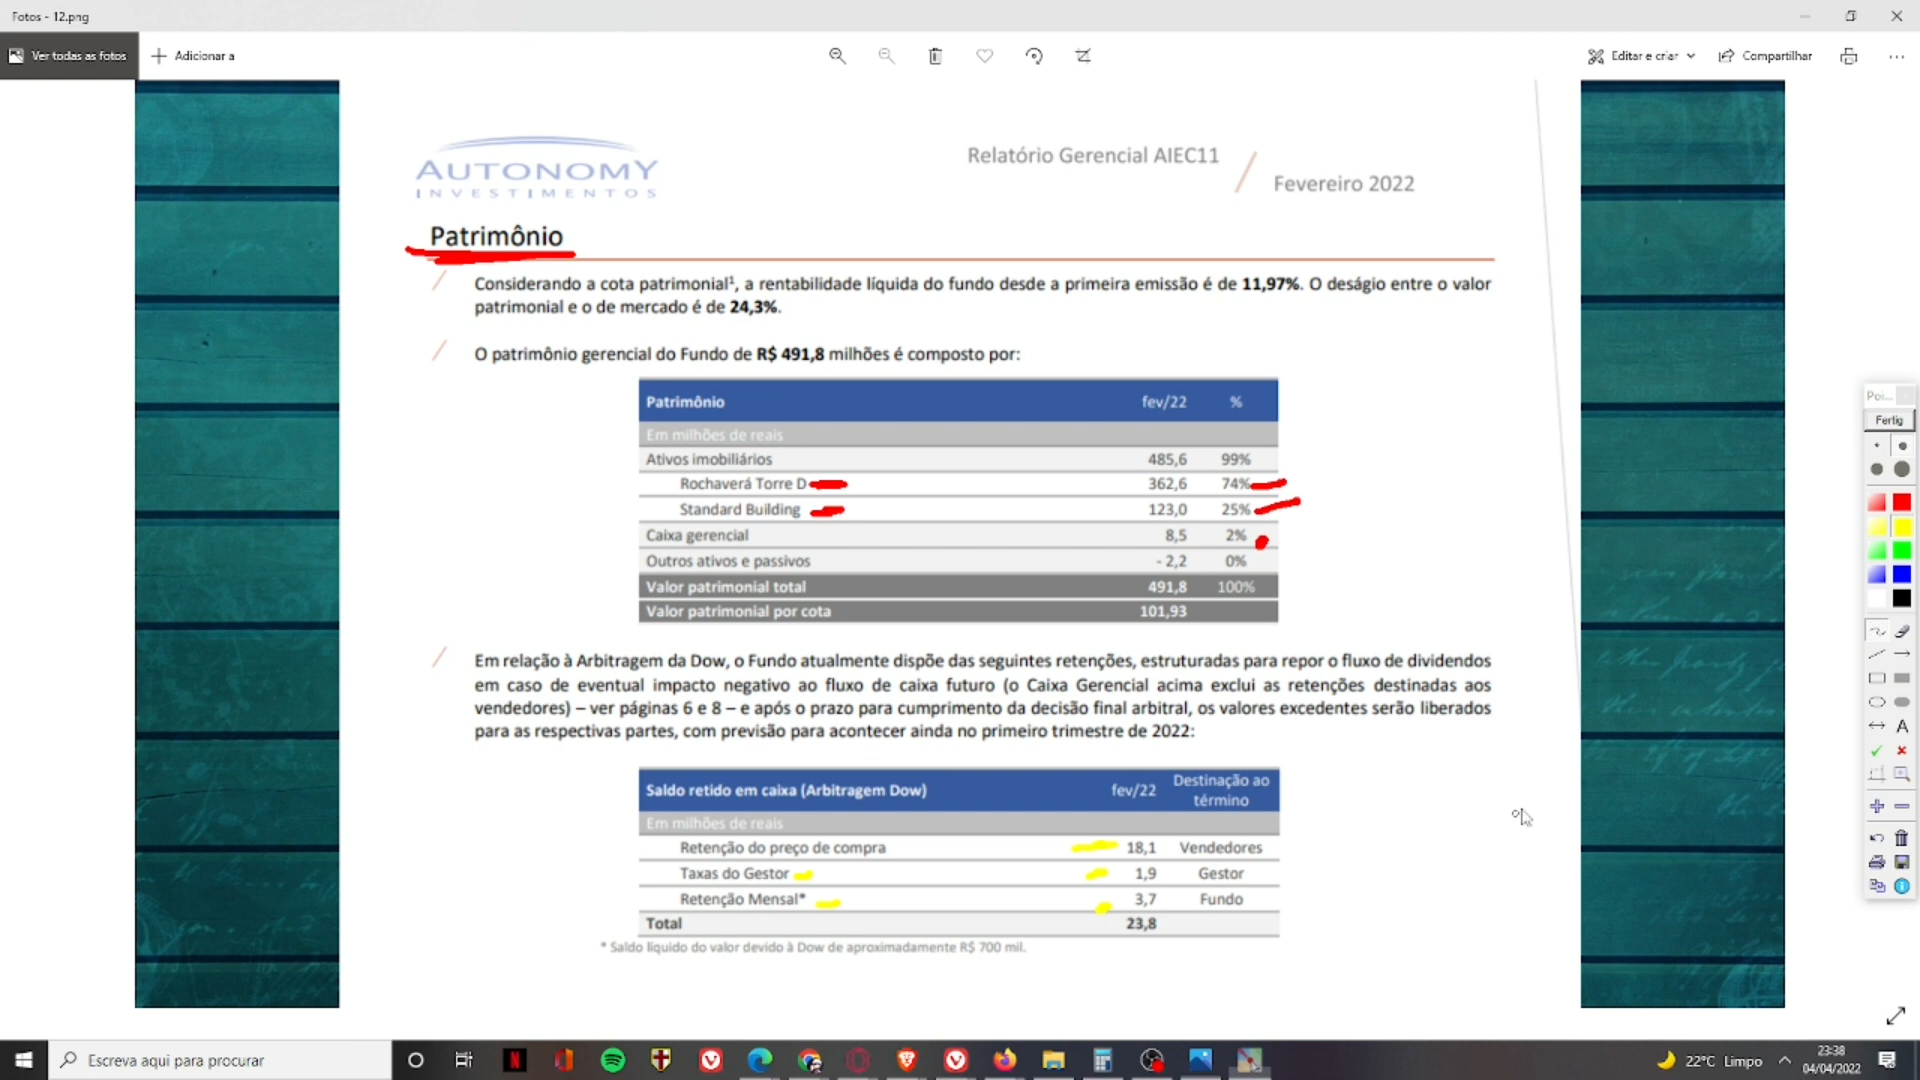 Fotos - 12.png
Ver todas as fotos
Adicionar a
Editar e criar
Compartilhar
AUTONOMY
INVESTIMENTOS
Relatório Gerencial AIEC11
Fevereiro 2022
Patrimônio
Considerando a cota patrimonial¹, a rentabilidade líquida do fundo desde a primeira emissão é de 11,97%. O deságio entre o valor
patrimonial e o de mercado é de 24,3%.
O patrimônio gerencial do Fundo de R$ 491,8 milhões é composto por:
Patrimônio fev/22 %
Em milhões de reais
Ativos imobiliários 485,6 99%
Rochaverá Torre D 362,6 74%
Standard Building 123,0 25%
Caixa gerencial 8,5 2%
Outros ativos e passivos - 2,2 0%
Valor patrimonial total 491,8 100%
Valor patrimonial por cota 101,93
Em relação à Arbitragem da Dow, o Fundo atualmente dispõe das seguintes retenções, estruturadas para repor o fluxo de dividendos
em caso de eventual impacto negativo ao fluxo de caixa futuro (o Caixa Gerencial acima exclui as retenções destinadas aos
vendedores) – ver páginas 6 e 8 – e após o prazo para cumprimento da decisão final arbitral, os valores excedentes serão liberados
para as respectivas partes, com previsão para acontecer ainda no primeiro trimestre de 2022:
Saldo retido em caixa (Arbitragem Dow) fev/22 Destinação ao término
Em milhões de reais
Retenção do preço de compra 18,1 Vendedores
Taxas do Gestor 1,9 Gestor
Retenção Mensal* 3,7 Fundo
Total 23,8
* Saldo líquido do valor devido à Dow de aproximadamente R$ 700 mil.
Poi...
Fertig
A
Escreva aqui para procurar
22°C Limpo
23:38
04/04/2022